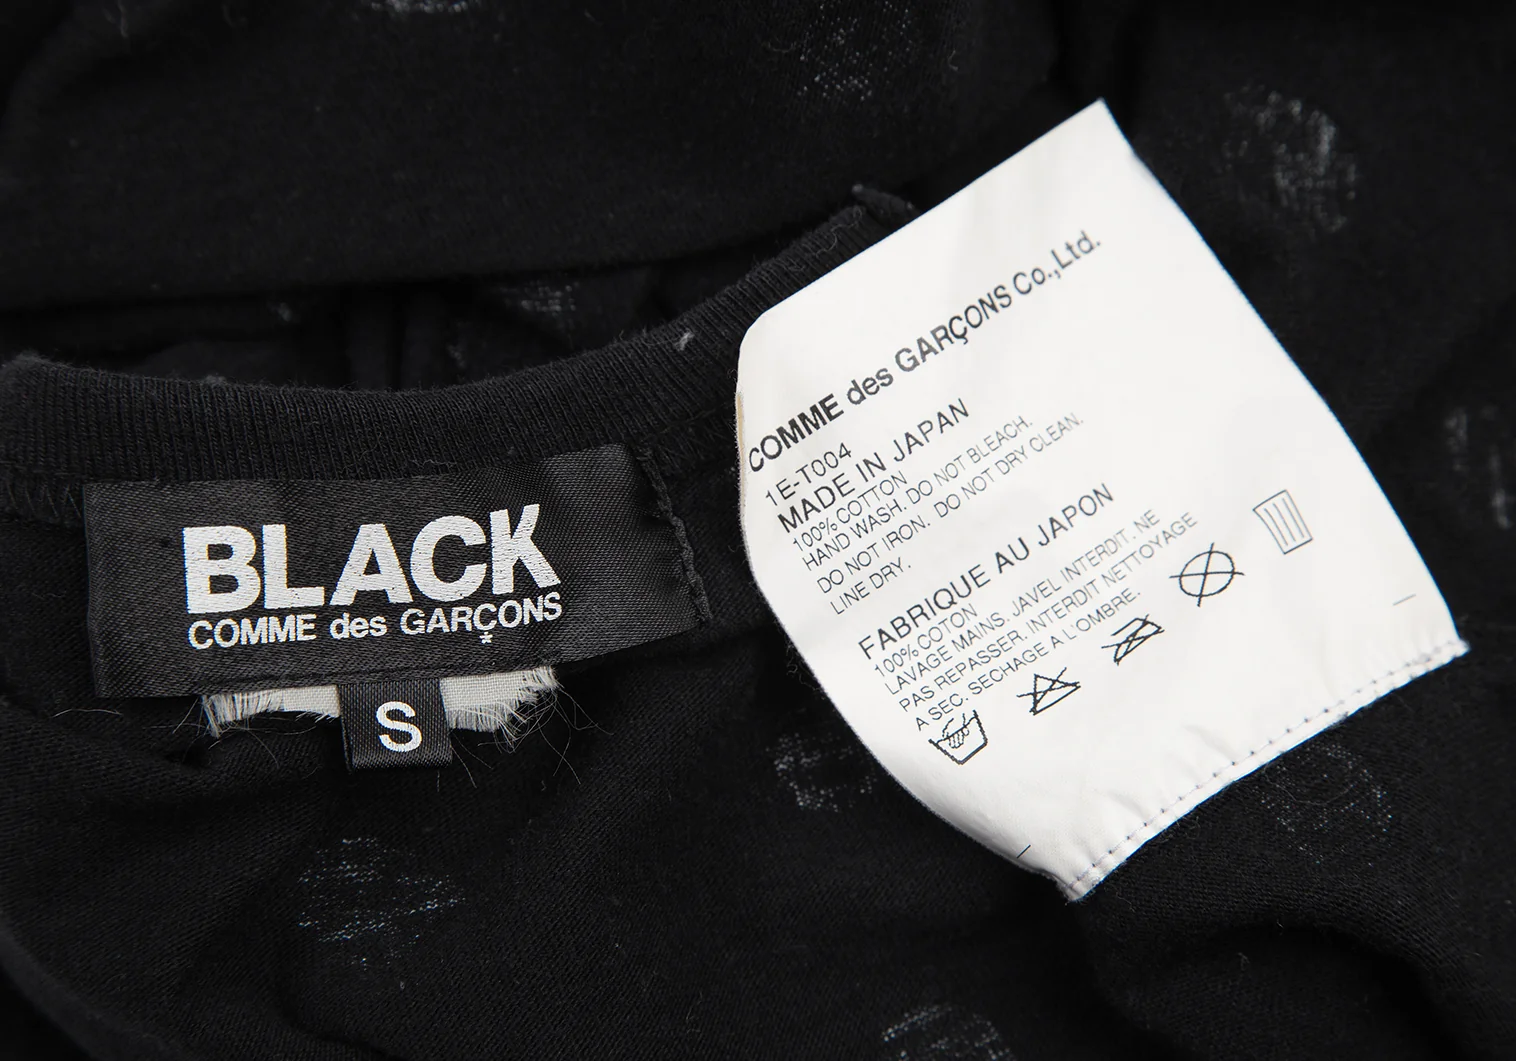 BLACK
COMME des GARÇONS
S
COMME des GARÇONS Co.,Ltd.
1E-T004
MADE IN JAPAN
100% COTTON
HAND WASH. DO NOT BLEACH.
DO NOT IRON. DO NOT DRY CLEAN.
LINE DRY.
FABRIQUE AU JAPON
100% COTON
LAVAGE MAINS. JAVEL INTERDIT. NE
PAS REPASSER. INTERDIT NETTOYAGE
A SEC. SECHAGE A L'OMBRE.